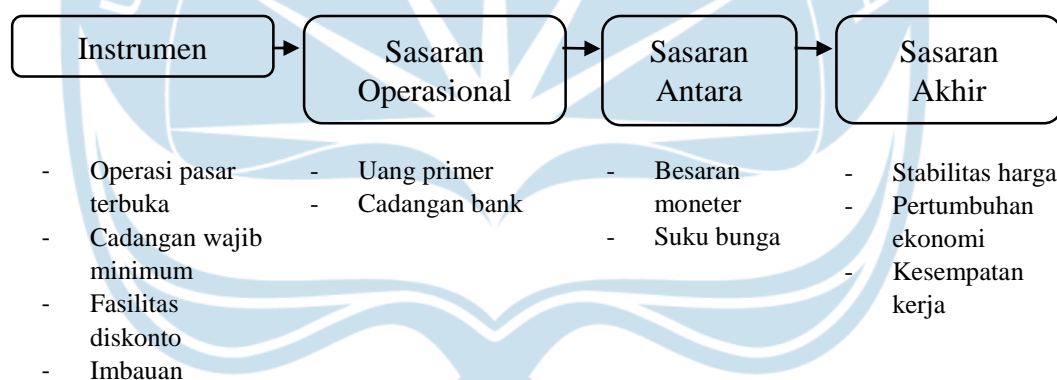 Instrumen
Sasaran
Operasional
Sasaran
Antara
Sasaran
Akhir
- Operasi pasar
terbuka
- Cadangan wajib
minimum
- Fasilitas
diskonto
- Imbauan
- Uang primer
- Cadangan bank
- Besaran
moneter
- Suku bunga
- Stabilitas harga
- Pertumbuhan
ekonomi
- Kesempatan
kerja